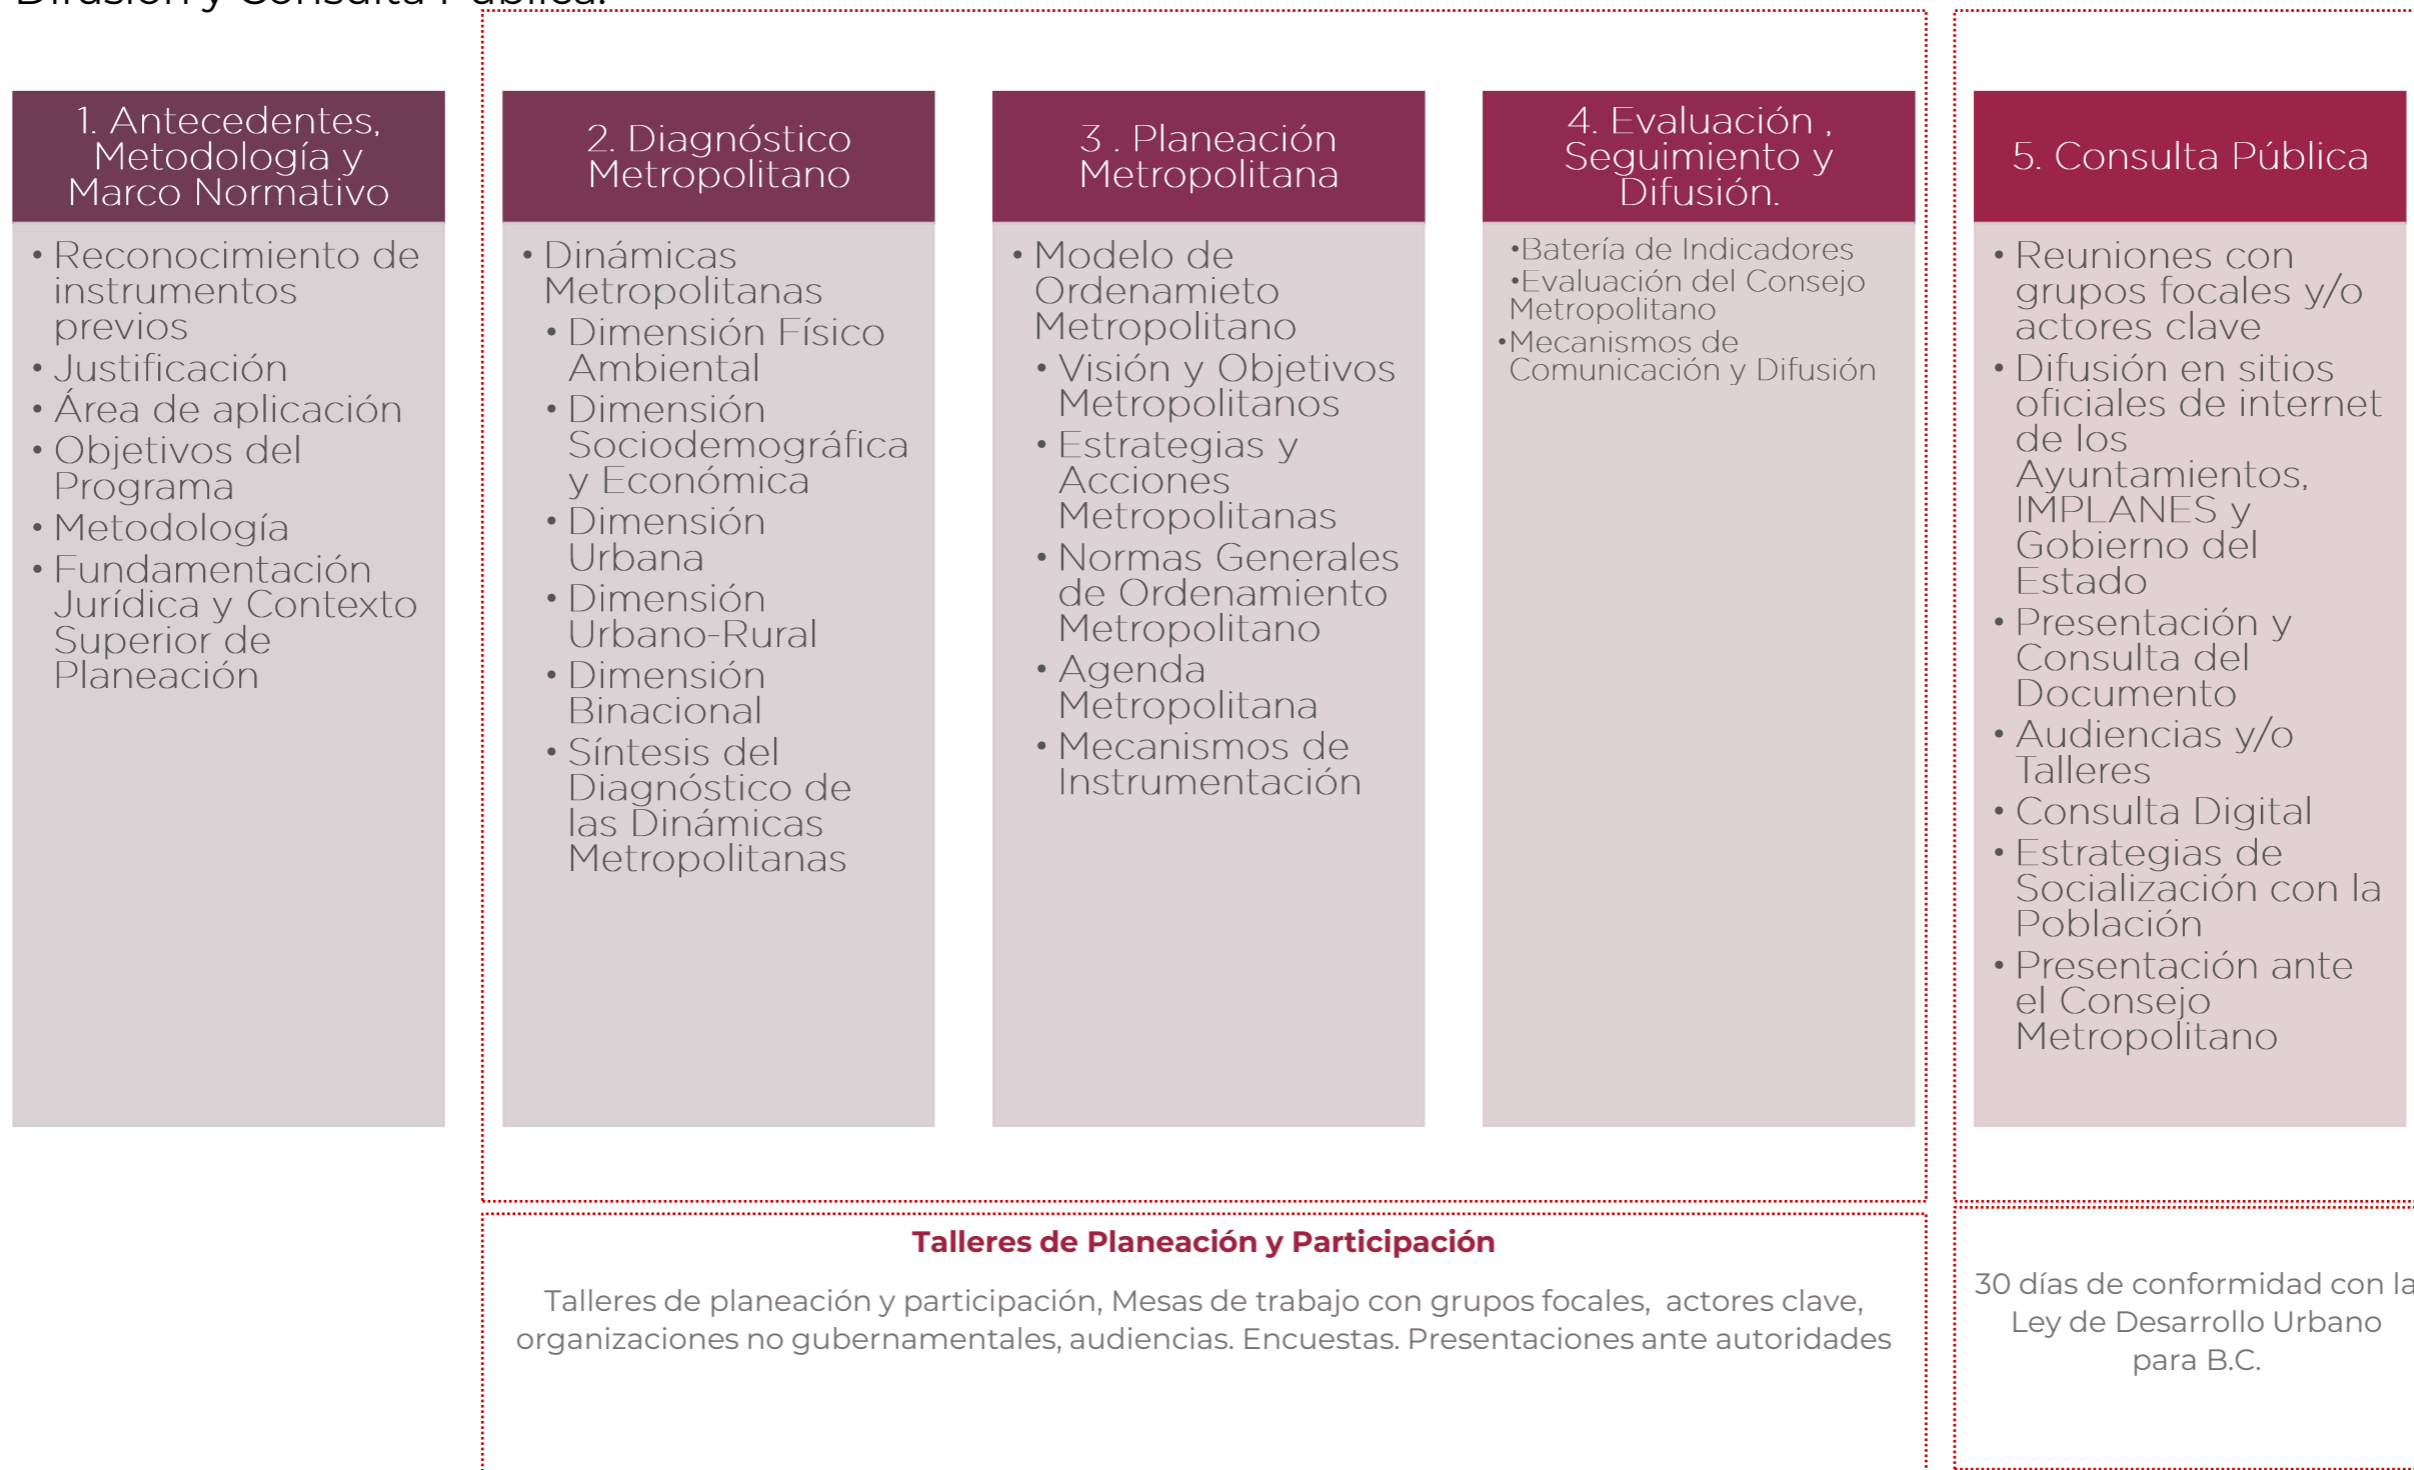 Difusión y Consulta Pública.
1. Antecedentes,
Metodología y
Marco Normativo
• Reconocimiento de
instrumentos
previos
• Justificación
• Área de aplicación
• Objetivos del
Programa
• Metodología
• Fundamentación
Jurídica y Contexto
Superior de
Planeación
2. Diagnóstico
Metropolitano
• Dinámicas
Metropolitanas
• Dimensión Físico
Ambiental
• Dimensión
Sociodemográfica
y Económica
• Dimensión
Urbana
• Dimensión
Urbano-Rural
• Dimensión
Binacional
• Síntesis del
Diagnóstico de
las Dinámicas
Metropolitanas
3 . Planeación
Metropolitana
• Modelo de
Ordenamieto
Metropolitano
• Visión y Objetivos
Metropolitanos
• Estrategias y
Acciones
Metropolitanas
• Normas Generales
de Ordenamiento
Metropolitano
• Agenda
Metropolitana
• Mecanismos de
Instrumentación
4. Evaluación ,
Seguimiento y
Difusión.
•Batería de Indicadores
•Evaluación del Consejo
Metropolitano
•Mecanismos de
Comunicación y Difusión
5. Consulta Pública
• Reuniones con
grupos focales y/o
actores clave
• Difusión en sitios
oficiales de internet
de los
Ayuntamientos,
IMPLANES y
Gobierno del
Estado
• Presentación y
Consulta del
Documento
• Audiencias y/o
Talleres
• Consulta Digital
• Estrategias de
Socialización con la
Población
• Presentación ante
el Consejo
Metropolitano
Talleres de Planeación y Participación
Talleres de planeación y participación, Mesas de trabajo con grupos focales, actores clave,
organizaciones no gubernamentales, audiencias. Encuestas. Presentaciones ante autoridades
30 días de conformidad con la
Ley de Desarrollo Urbano
para B.C.